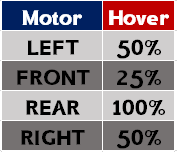 Motor Hover
LEFT 50%
FRONT 25%
REAR 100%
RIGHT 50%